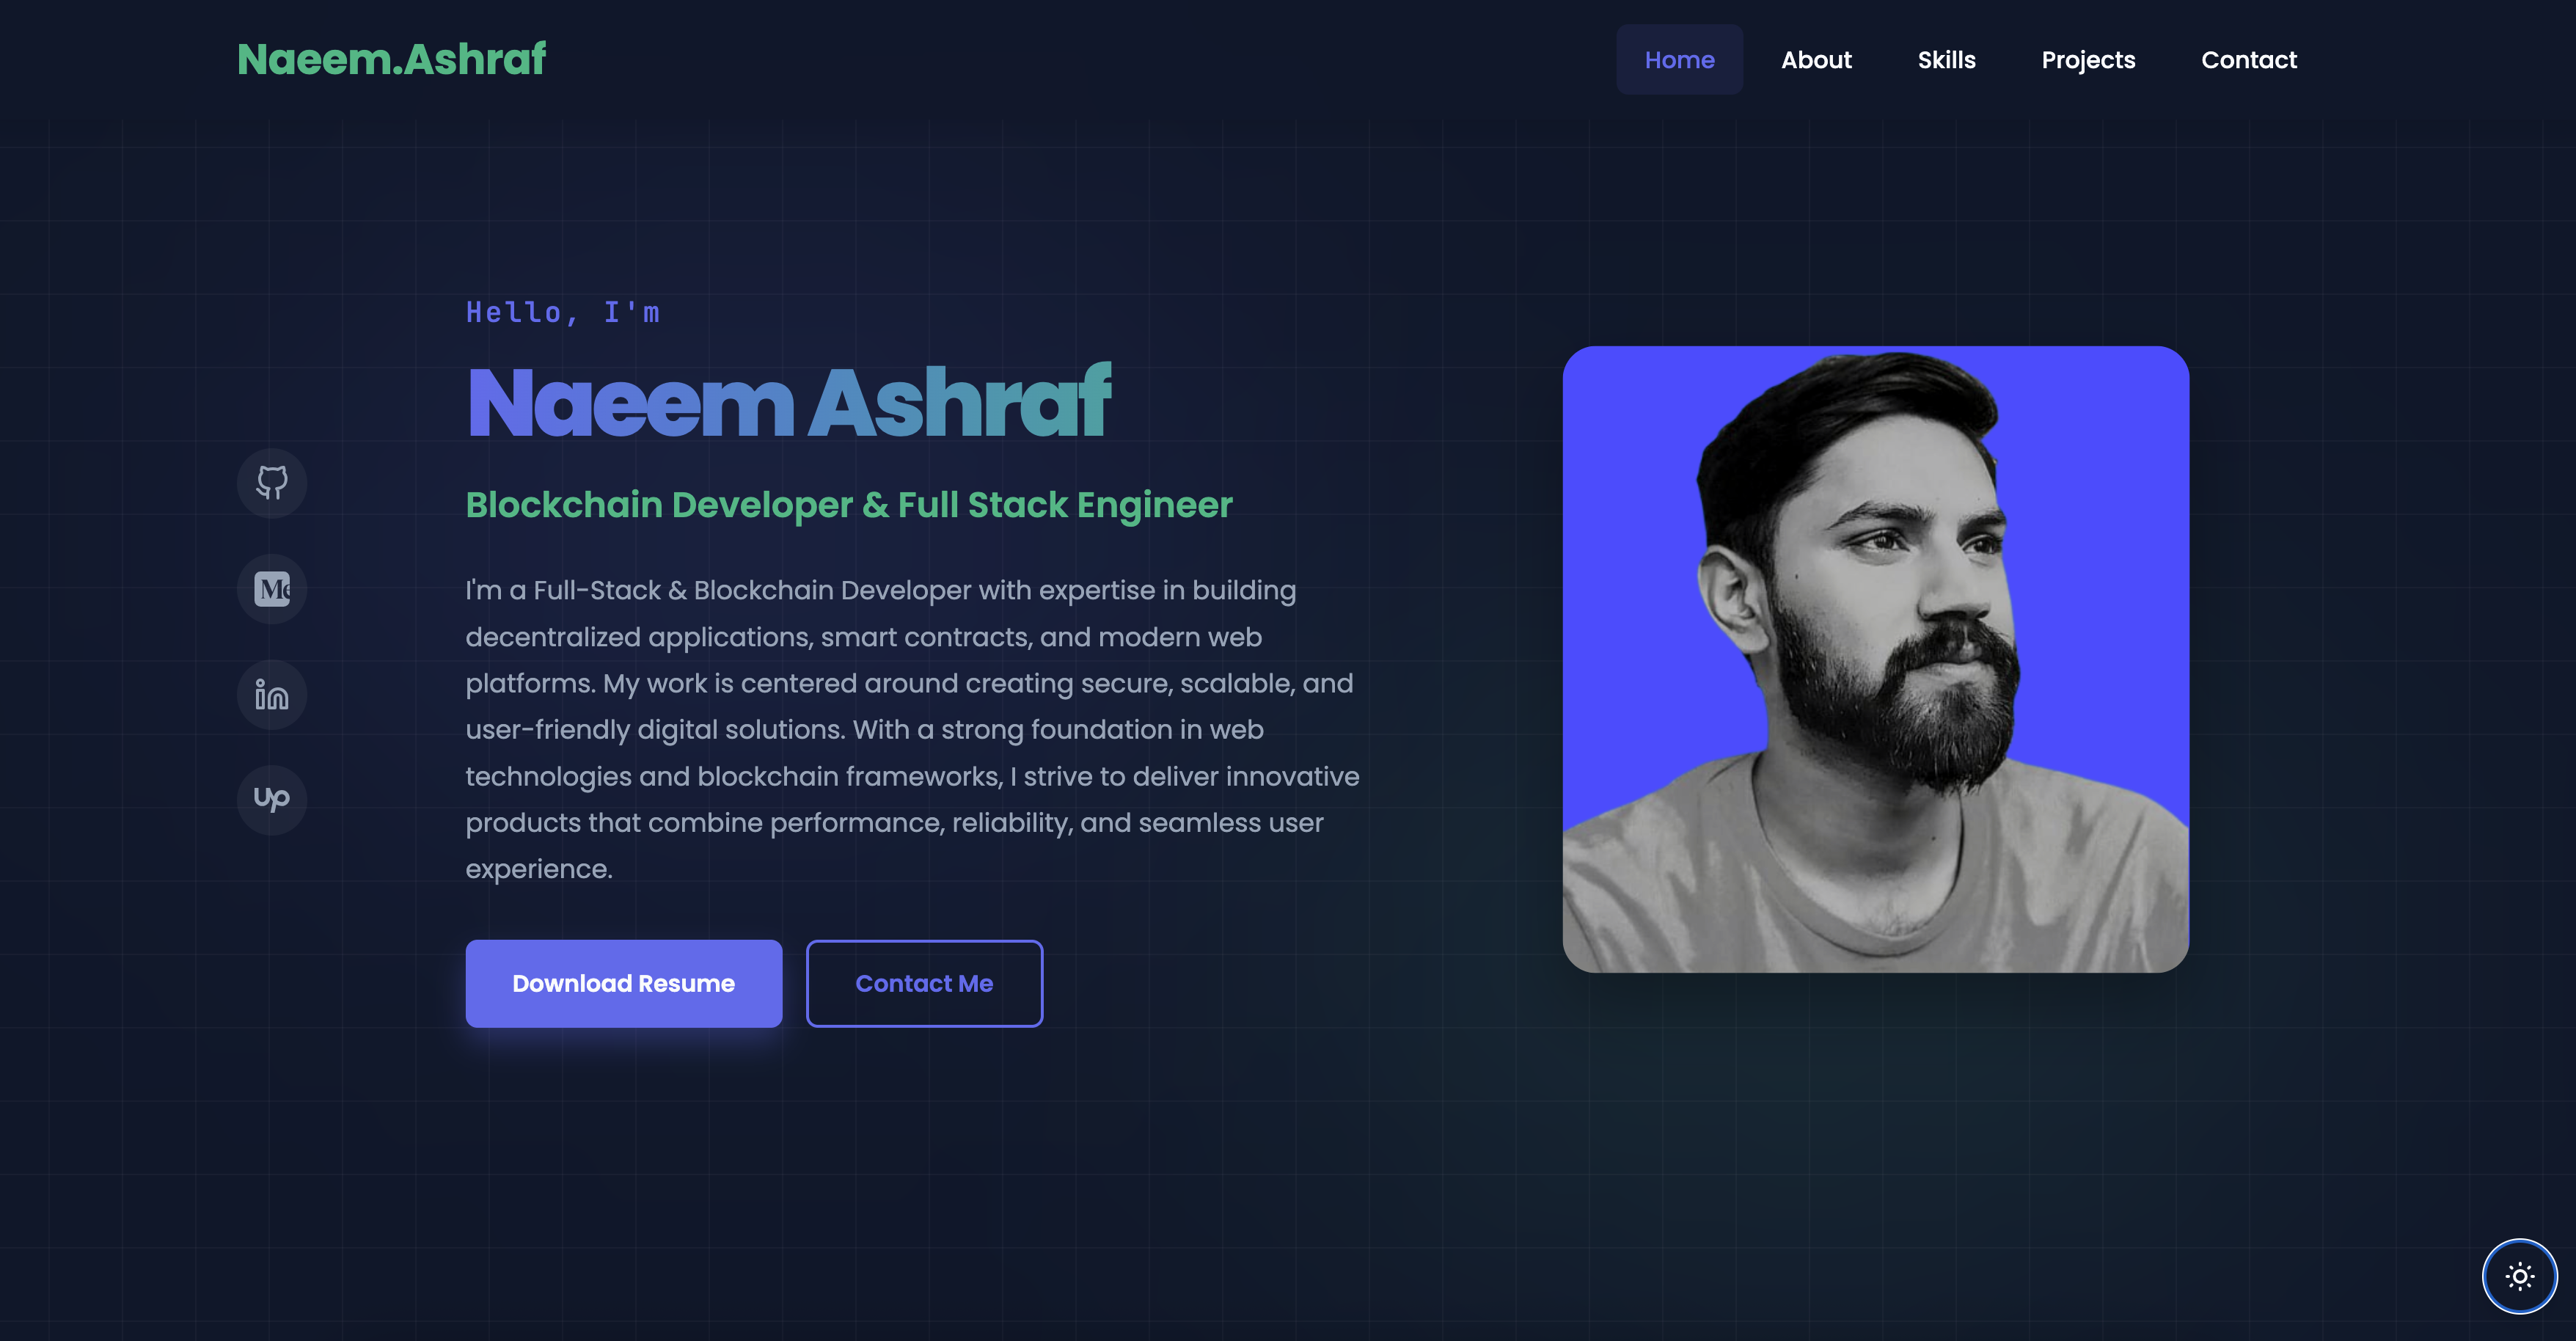 Naeem.Ashraf
Home
About
Skills
Projects
Contact
Hello, I'm
Naeem Ashraf
Blockchain Developer & Full Stack Engineer
I'm a Full-Stack & Blockchain Developer with expertise in building
decentralized applications, smart contracts, and modern web
platforms. My work is centered around creating secure, scalable, and
user-friendly digital solutions. With a strong foundation in web
technologies and blockchain frameworks, I strive to deliver innovative
products that combine performance, reliability, and seamless user
experience.
Download Resume
Contact Me
Me
in
Up